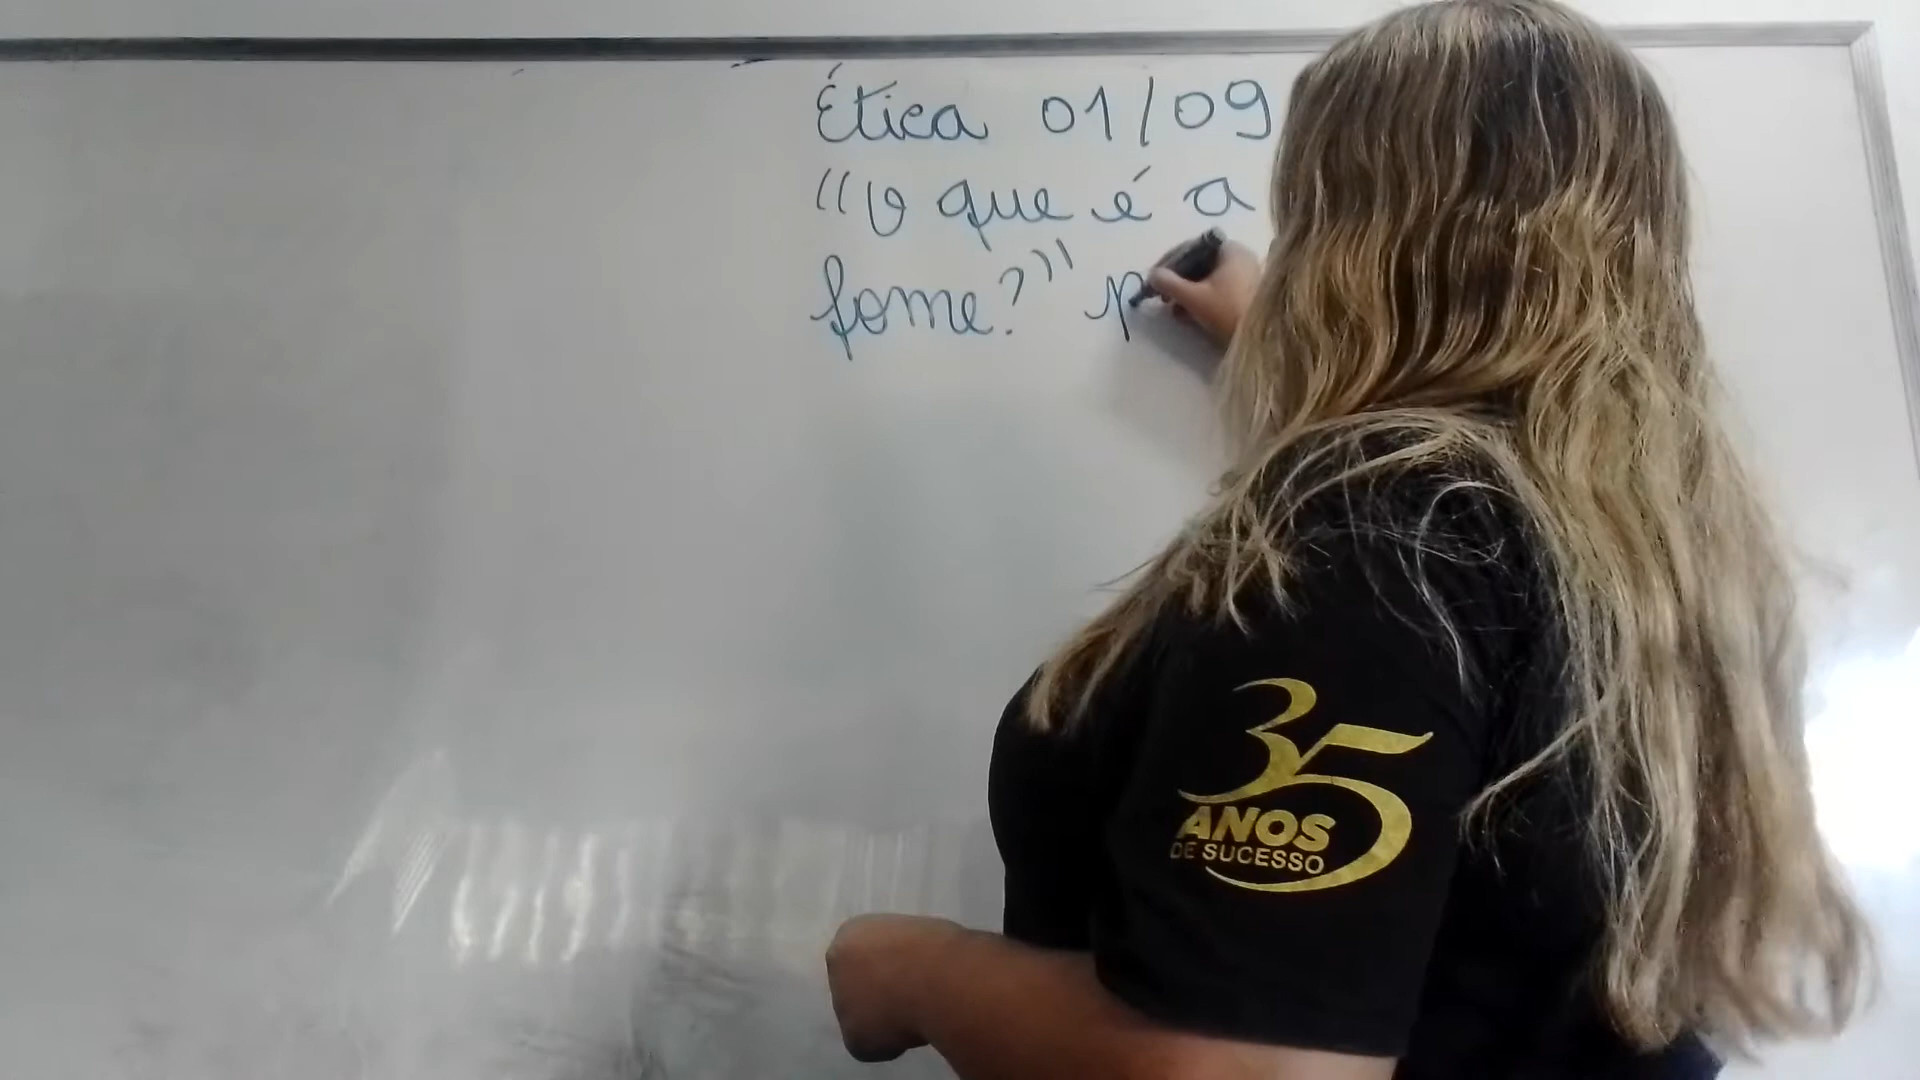 Ética 01/09
"O que é a
fome?" p
35
ANOS
DE SUCESSO